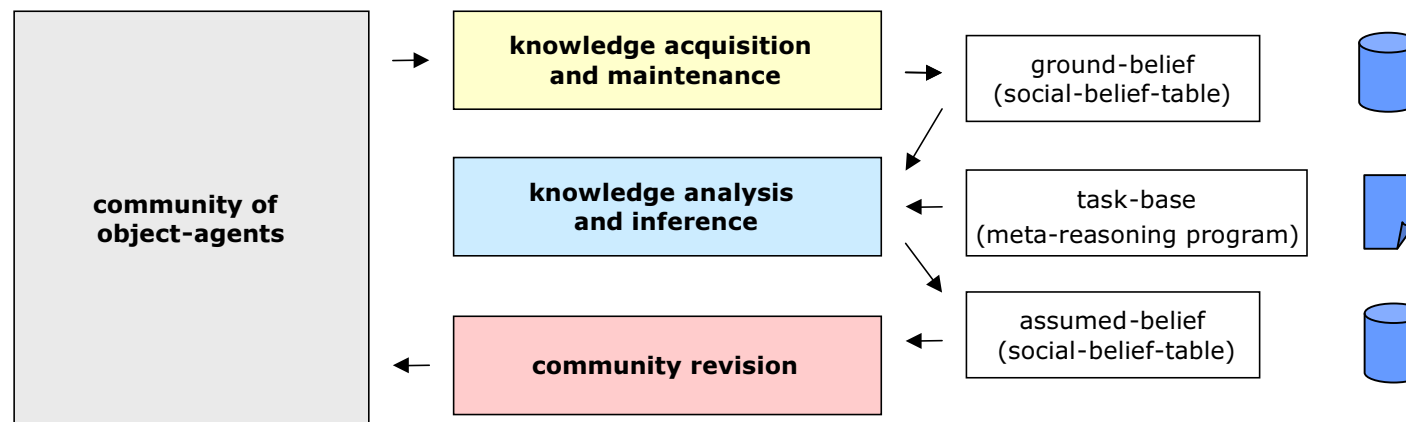 community of
object-agents
knowledge acquisition
and maintenance
ground-belief
(social-belief-table)
knowledge analysis
and inference
task-base
(meta-reasoning program)
community revision
assumed-belief
(social-belief-table)